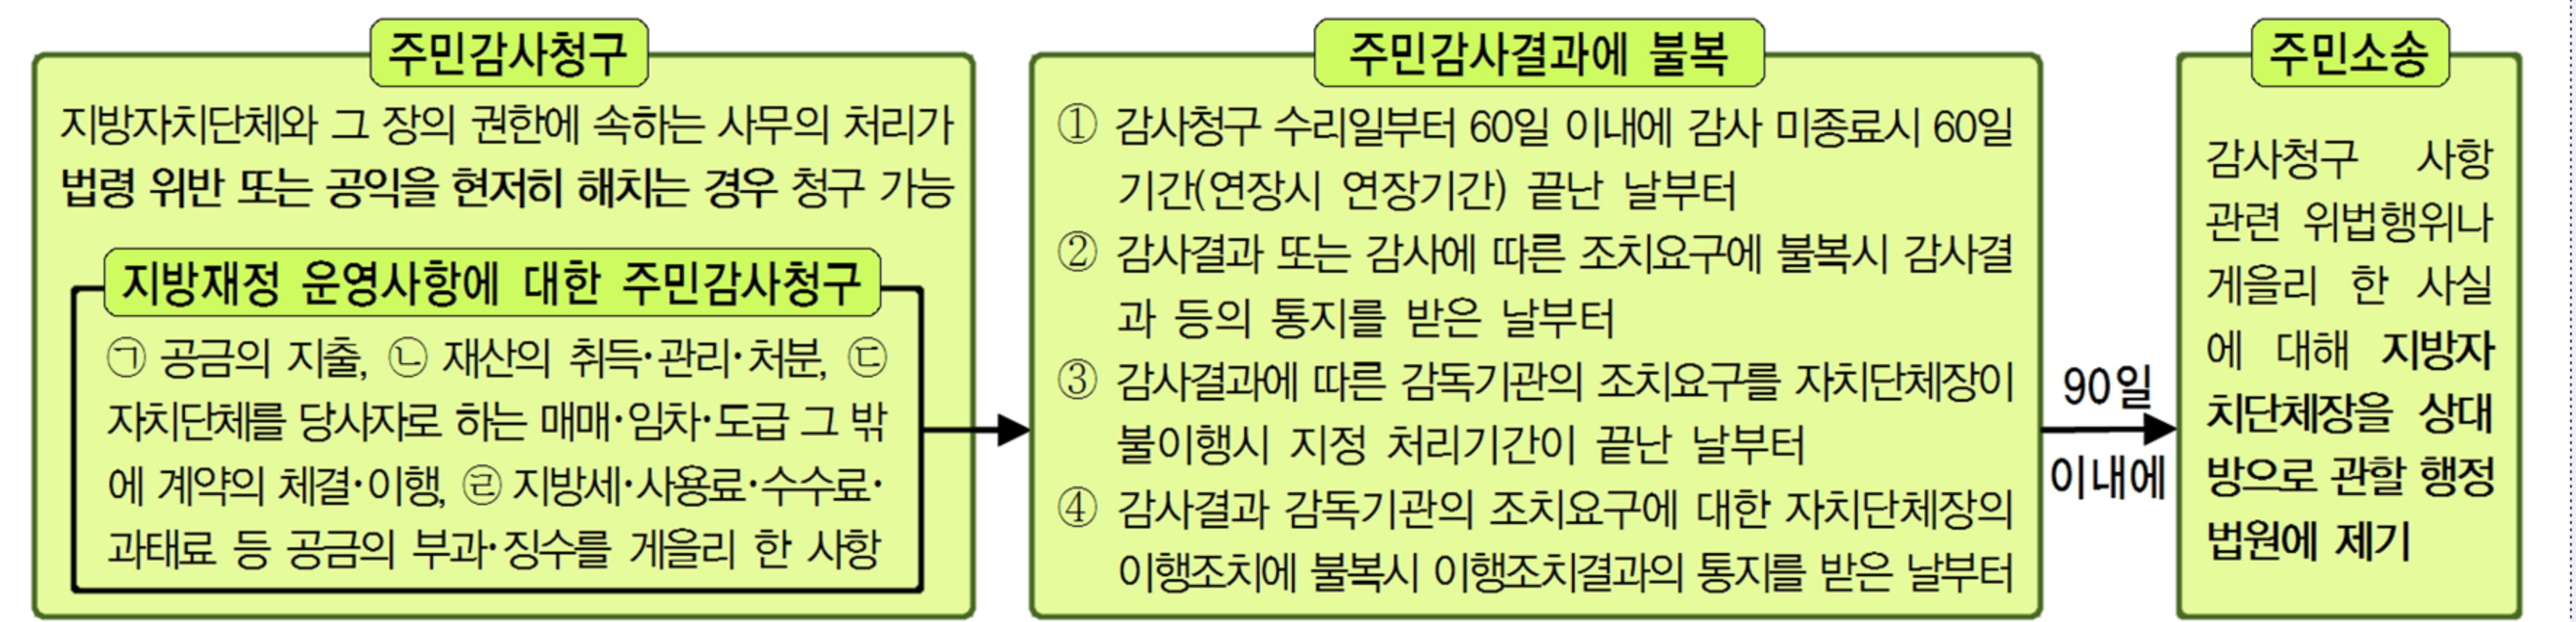 주민감사청구
지방자치단체와 그 장의 권한에 속하는 사무의 처리가
법령 위반 또는 공익을 현저히 해치는 경우 청구 가능
지방재정 운영사항에 대한 주민감사청구
㉠ 공금의 지출, ㉡ 재산의 취득·관리·처분, ㉢
자치단체를 당사자로 하는 매매·임차·도급 그 밖
에 계약의 체결·이행, ㉣ 지방세·사용료·수수료·
과태료 등 공금의 부과·징수를 게을리 한 사항
주민감사결과에 불복
① 감사청구 수리일부터 60일 이내에 감사 미종료시 60일
기간(연장시 연장기간) 끝난 날부터
② 감사결과 또는 감사에 따른 조치요구에 불복시 감사결
과 등의 통지를 받은 날부터
③ 감사결과에 따른 감독기관의 조치요구를 자치단체장이
불이행시 지정 처리기간이 끝난 날부터
④ 감사결과 감독기관의 조치요구에 대한 자치단체장의
이행조치에 불복시 이행조치결과의 통지를 받은 날부터
90일
이내에
주민소송
감사청구 사항
관련 위법행위나
게을리 한 사실
에 대해 지방자
치단체장을 상대
방으로 관할 행정
법원에 제기